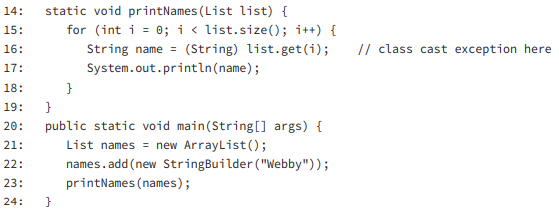 14: static void printNames(List list) {
15:    for (int i = 0; i < list.size(); i++) {
16:       String name = (String) list.get(i);    // class cast exception here
17:       System.out.println(name);
18:    }
19: }
20: public static void main(String[] args) {
21:    List names = new ArrayList();
22:    names.add(new StringBuilder("Webby"));
23:    printNames(names);
24: }